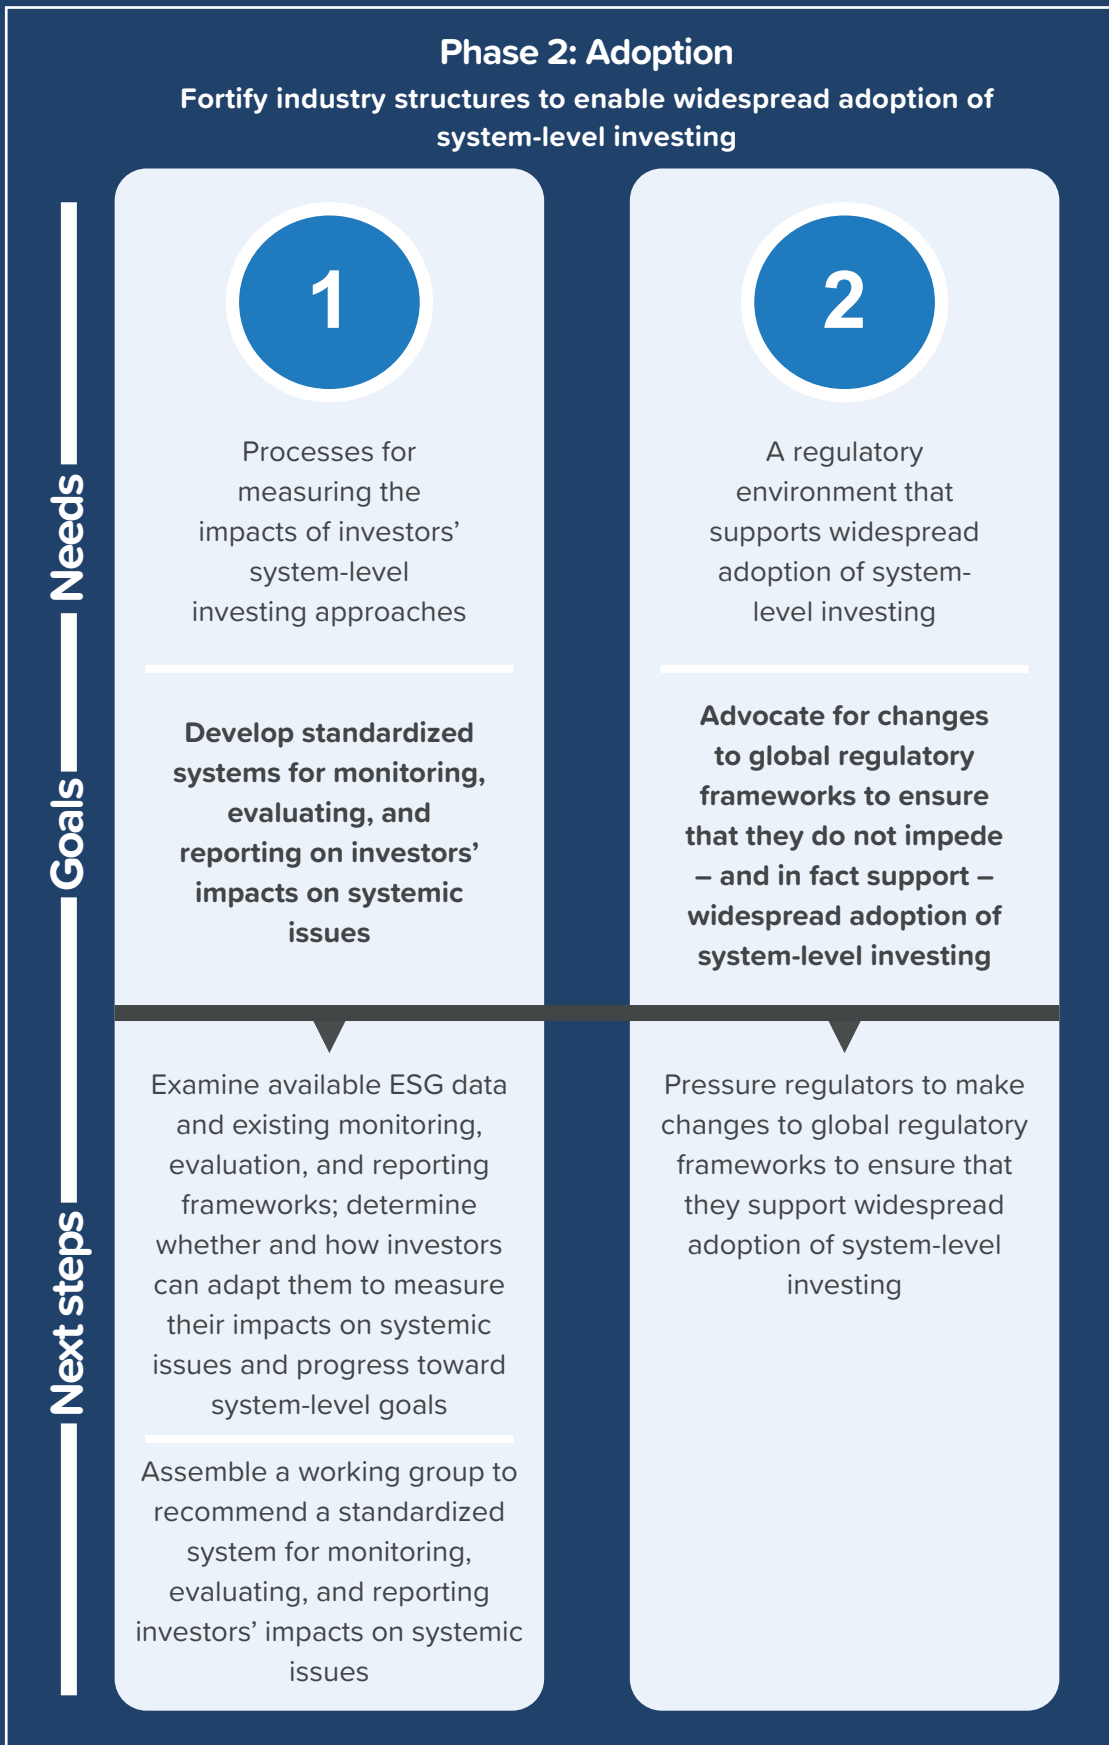 Phase 2: Adoption
Fortify industry structures to enable widespread adoption of
system-level investing
Needs
Goals
Next steps
1
Processes for
measuring the
impacts of investors’
system-level
investing approaches
Develop standardized
systems for monitoring,
evaluating, and
reporting on investors’
impacts on systemic
issues
Examine available ESG data
and existing monitoring,
evaluation, and reporting
frameworks; determine
whether and how investors
can adapt them to measure
their impacts on systemic
issues and progress toward
system-level goals
Assemble a working group to
recommend a standardized
system for monitoring,
evaluating, and reporting
investors’ impacts on systemic
issues
2
A regulatory
environment that
supports widespread
adoption of system-
level investing
Advocate for changes
to global regulatory
frameworks to ensure
that they do not impede
– and in fact support –
widespread adoption of
system-level investing
Pressure regulators to make
changes to global regulatory
frameworks to ensure that
they support widespread
adoption of system-level
investing